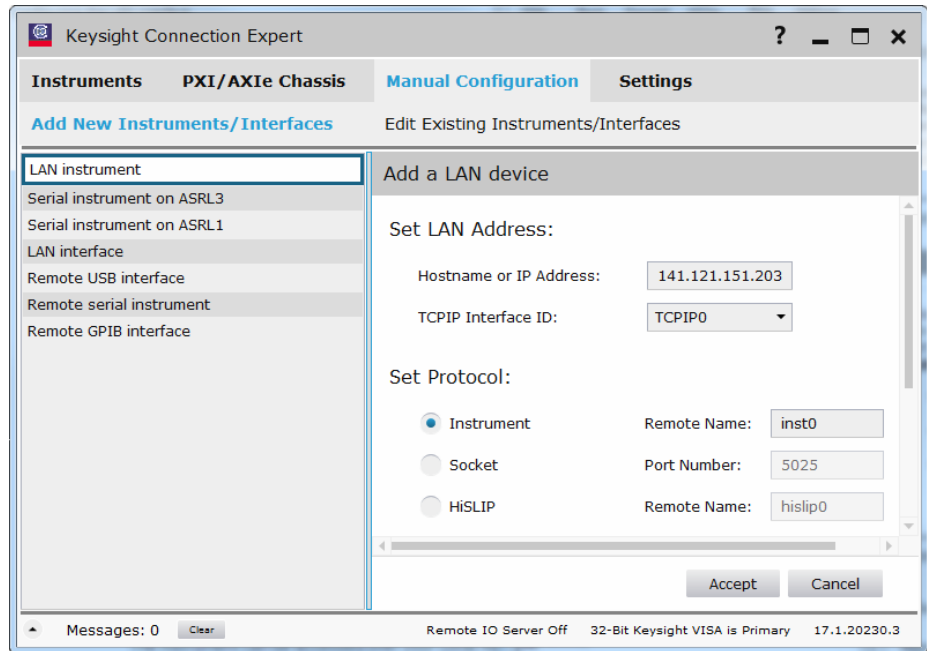 Keysight Connection Expert
? 
Instruments PXI/AXIe Chassis Manual Configuration Settings
Add New Instruments/Interfaces Edit Existing Instruments/Interfaces
LAN instrument
Serial instrument on ASRL3
Serial instrument on ASRL1
LAN interface
Remote USB interface
Remote serial instrument
Remote GPIB interface
Add a LAN device
Set LAN Address:
Hostname or IP Address: 141.121.151.203
TCPIP Interface ID: TCPIP0
Set Protocol:
Instrument Remote Name: inst0
Socket Port Number: 5025
HiSLIP Remote Name: hislip0
Accept Cancel
Messages: 0 Clear Remote IO Server Off 32-Bit Keysight VISA is Primary 17.1.20230.3